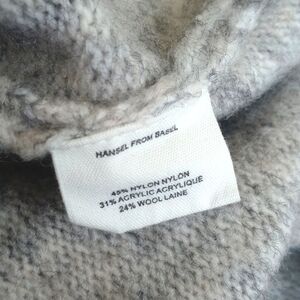 HANSEL FROM BASEL
45% NYLON NYLON
31% ACRYLIC ACRYLIQUE
24% WOOL LAINE